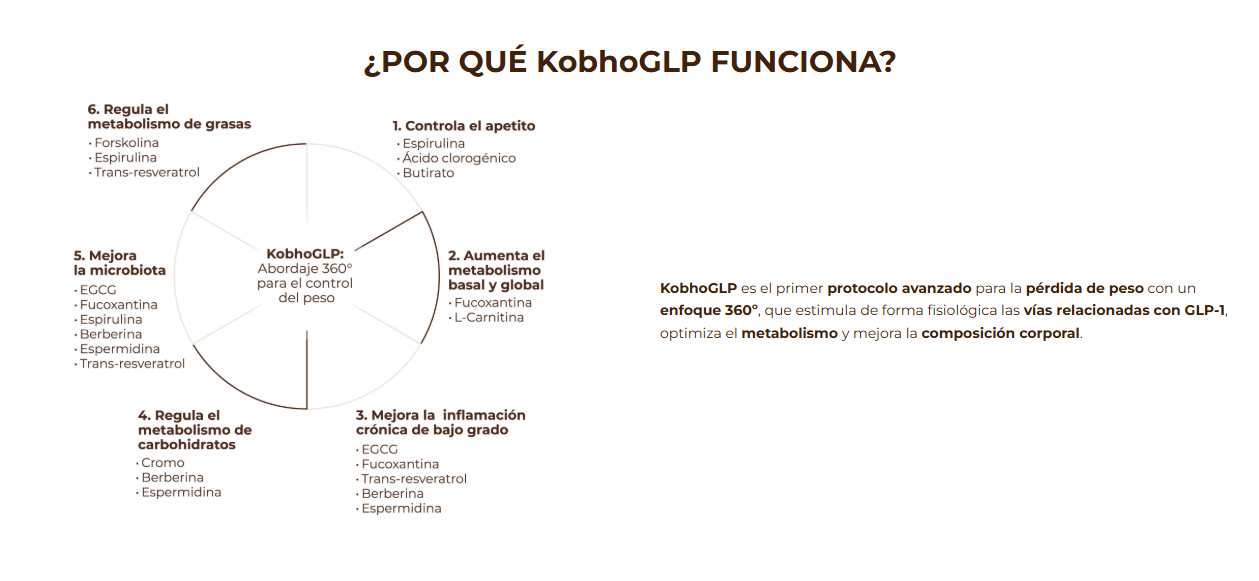 ¿POR QUÉ KobhoGLP FUNCIONA?
6. Regula el
metabolismo de grasas
· Forskolina
· Espirulina
· Trans-resveratrol
1. Controla el apetito
· Espirulina
· Ácido clorogénico
· Butirato
2. Aumenta el
metabolismo
basal y global
· Fucoxantina
· L-Carnitina
3. Mejora la inflamación
crónica de bajo grado
· EGCG
· Fucoxantina
· Trans-resveratrol
· Berberina
· Espermidina
4. Regula el
metabolismo de
carbohidratos
· Cromo
· Berberina
· Espermidina
5. Mejora
la microbiota
· EGCG
· Fucoxantina
· Espirulina
· Berberina
· Espermidina
· Trans-resveratrol
KobhoGLP:
Abordaje 360°
para el control
del peso
KobhoGLP es el primer protocolo avanzado para la pérdida de peso con un
enfoque 360º, que estimula de forma fisiológica las vías relacionadas con GLP-1,
optimiza el metabolismo y mejora la composición corporal.